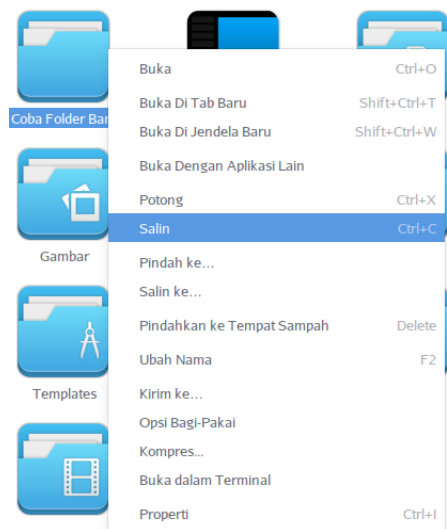 Coba Folder Bar
Gambar
Templates
Buka Ctrl+O
Buka Di Tab Baru Shift+Ctrl+T
Buka Di Jendela Baru Shift+Ctrl+W
Buka Dengan Aplikasi Lain
Potong Ctrl+X
Salin Ctrl+C
Pindah ke...
Salin ke...
Pindahkan ke Tempat Sampah Delete
Ubah Nama F2
Kirim ke...
Opsi Bagi-Pakai
Kompres...
Buka dalam Terminal
Properti Ctrl+I